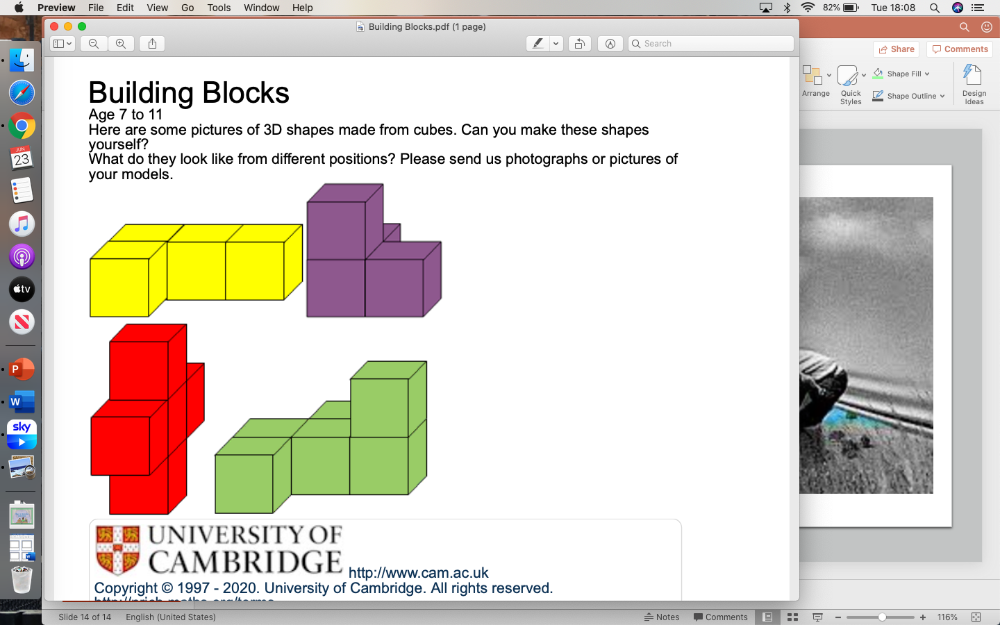 Preview File Edit View Go Tools Window Help
82% Tue 18:08
Building Blocks.pdf (1 page)
Search
Share Comments
Arrange
Quick Styles
Shape Fill
Shape Outline
Design Ideas
JUN
23
tv
P
W
sky
Building Blocks
Age 7 to 11
Here are some pictures of 3D shapes made from cubes. Can you make these shapes
yourself?
What do they look like from different positions? Please send us photographs or pictures of
your models.
UNIVERSITY OF
CAMBRIDGE http://www.cam.ac.uk
Copyright © 1997 - 2020. University of Cambridge. All rights reserved.
Slide 14 of 14 English (United States)
Notes Comments 116%